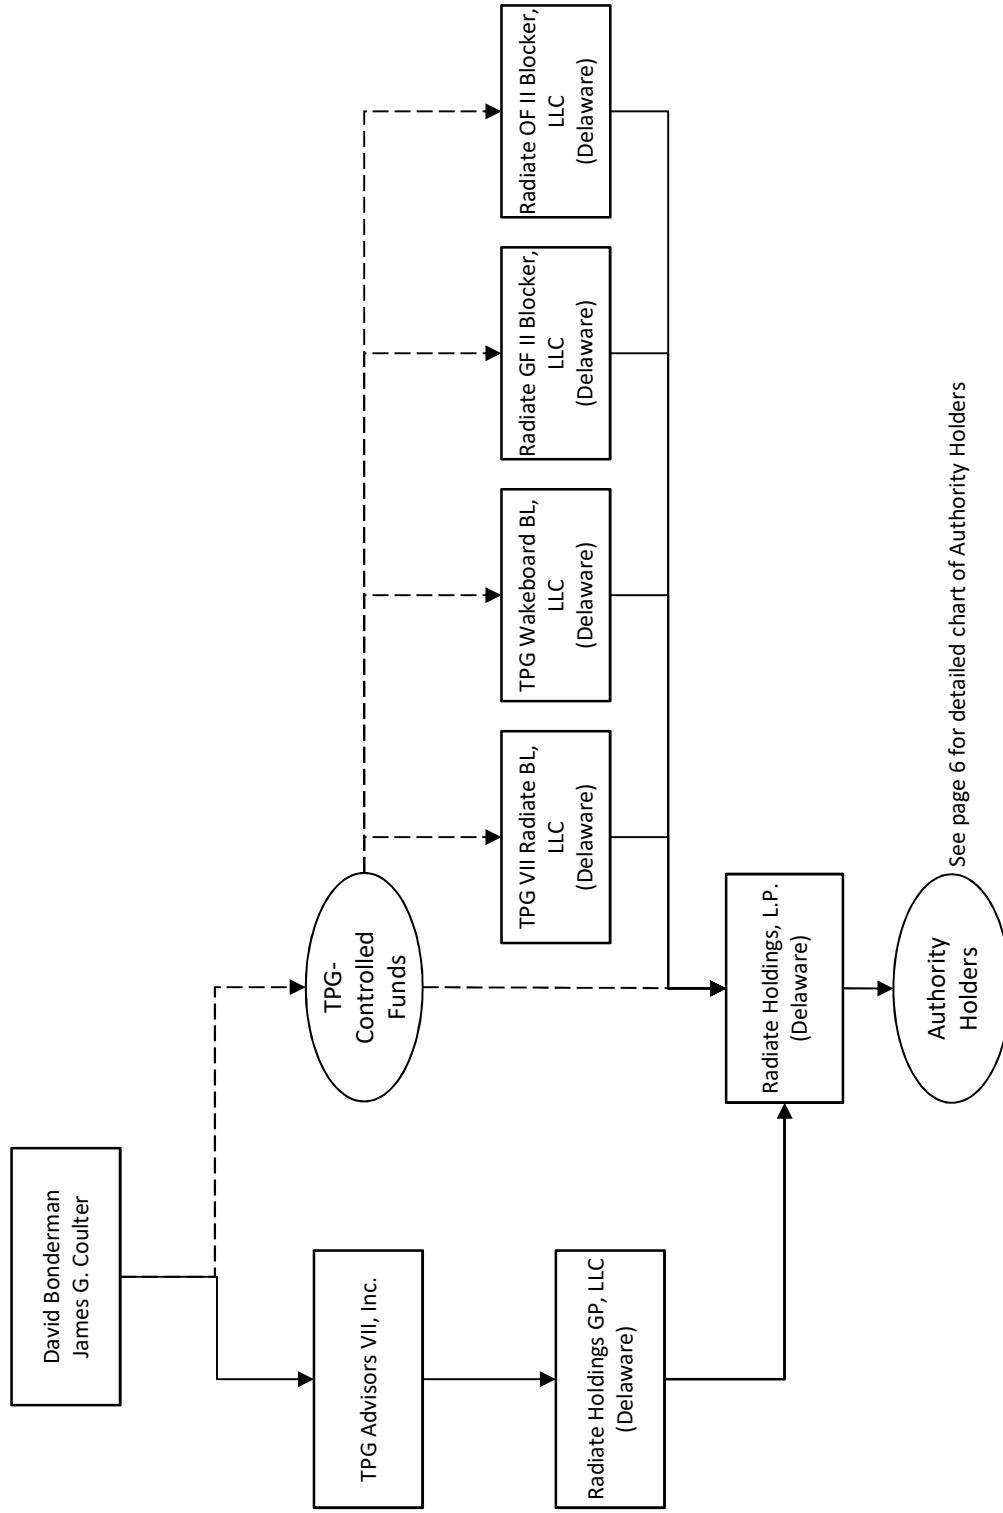 David Bonderman
James G. Coulter
TPG Advisors VII, Inc.
TPG-
Controlled
Funds
Radiate Holdings GP, LLC
(Delaware)
TPG VII Radiate BL,
LLC
(Delaware)
TPG Wakeboard BL,
LLC
(Delaware)
Radiate GF II Blocker,
LLC
(Delaware)
Radiate OF II Blocker,
LLC
(Delaware)
Radiate Holdings, L.P.
(Delaware)
Authority
Holders
See page 6 for detailed chart of Authority Holders